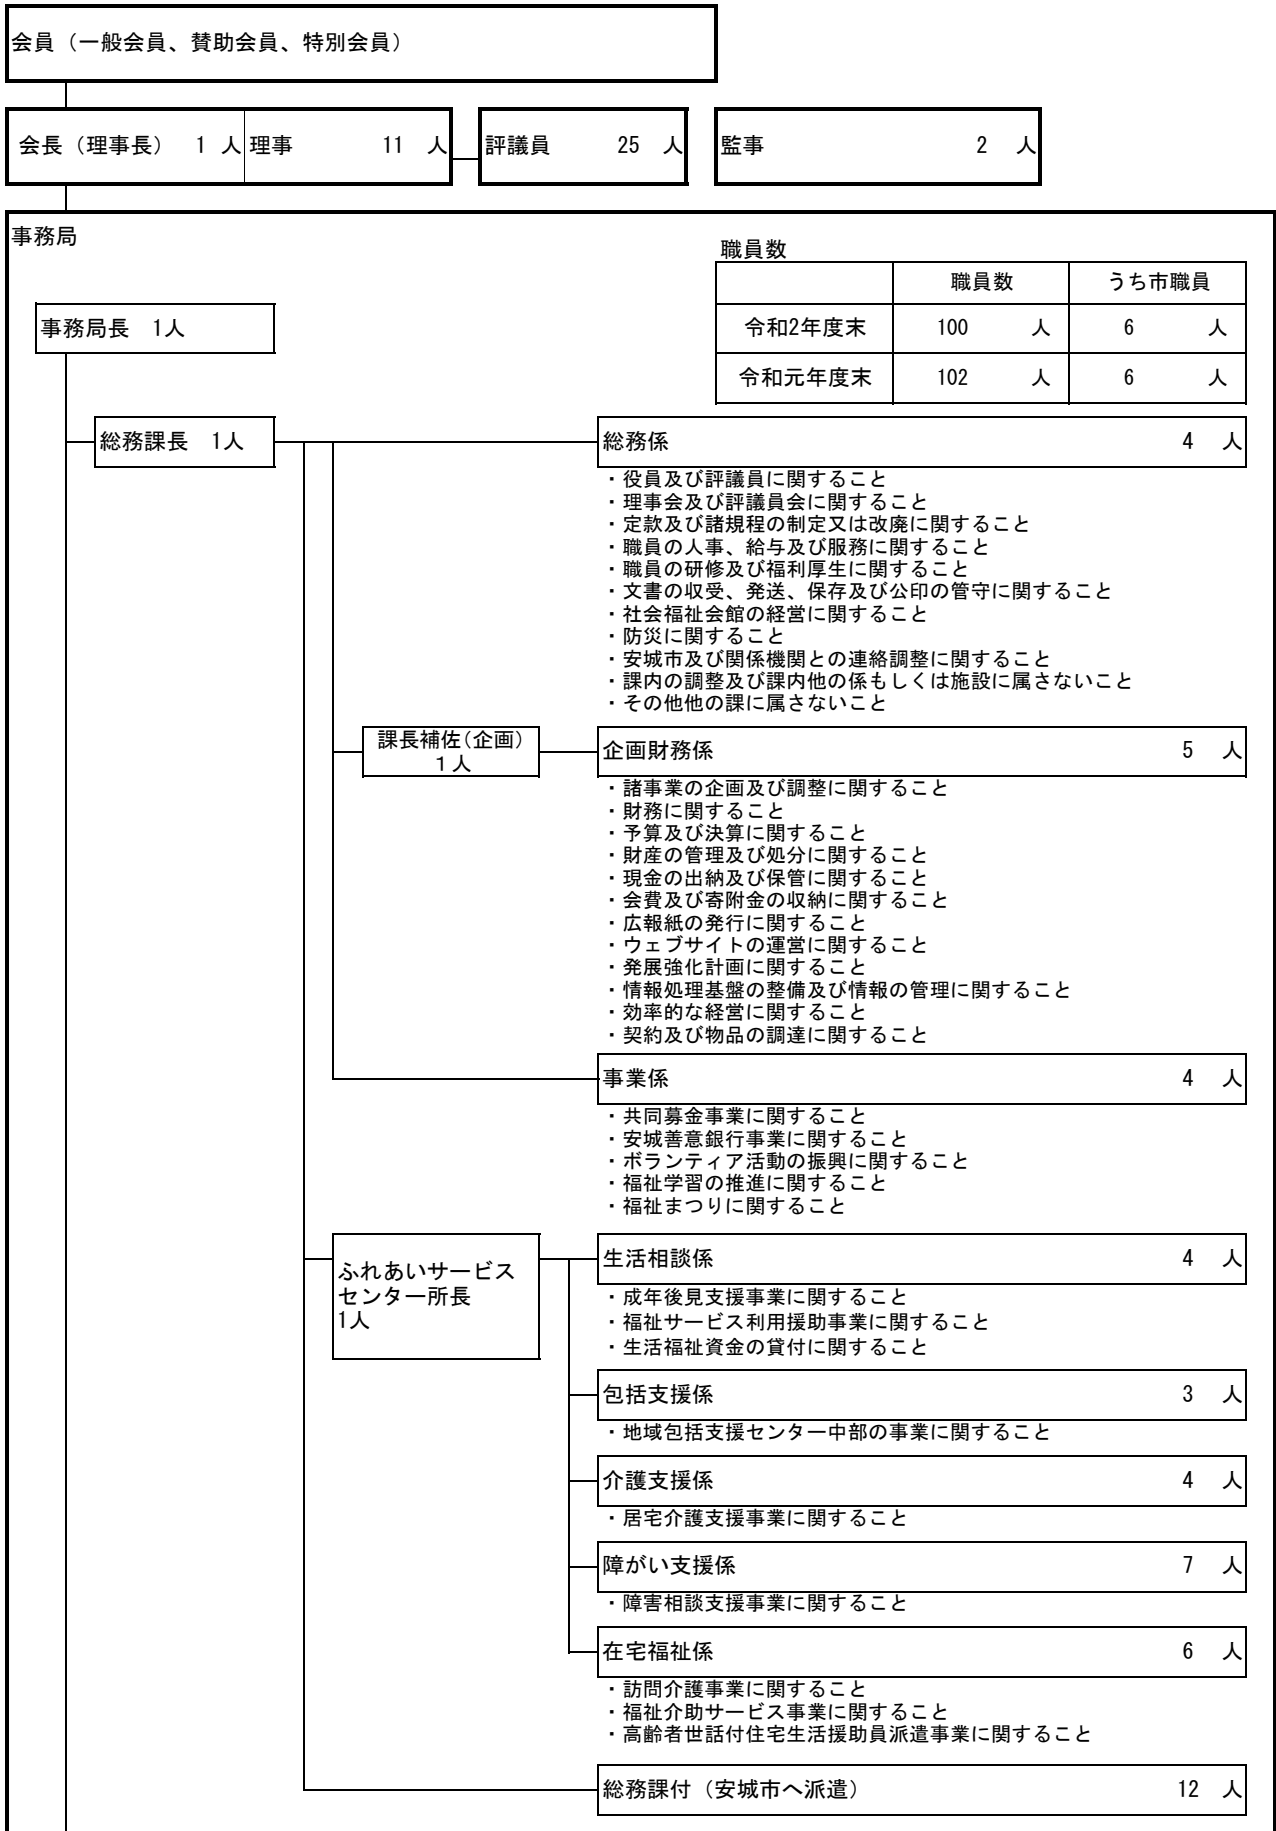 会員（一般会員、賛助会員、特別会員）
会長（理事長） 1 人 理事 11 人 評議員 25 人 監事 2 人
事務局
職員数
職員数 うち市職員
令和2年度末 100 人 6 人
令和元年度末 102 人 6 人
事務局長 1人
総務課長 1人
総務係 4 人
・役員及び評議員に関すること
・理事会及び評議員会に関すること
・定款及び諸規程の制定又は改廃に関すること
・職員の人事、給与及び服務に関すること
・職員の研修及び福利厚生に関すること
・文書の収受、発送、保存及び公印の管守に関すること
・社会福祉会館の経営に関すること
・防災に関すること
・安城市及び関係機関との連絡調整に関すること
・課内の調整及び課内他の係もしくは施設に属さないこと
・その他他の課に属さないこと
課長補佐(企画)
１人
企画財務係 5 人
・諸事業の企画及び調整に関すること
・財務に関すること
・予算及び決算に関すること
・財産の管理及び処分に関すること
・現金の出納及び保管に関すること
・会費及び寄附金の収納に関すること
・広報紙の発行に関すること
・ウェブサイトの運営に関すること
・発展強化計画に関すること
・情報処理基盤の整備及び情報の管理に関すること
・効率的な経営に関すること
・契約及び物品の調達に関すること
事業係 4 人
・共同募金事業に関すること
・安城善意銀行事業に関すること
・ボランティア活動の振興に関すること
・福祉学習の推進に関すること
・福祉まつりに関すること
ふれあいサービス
センター所長
1人
生活相談係 4 人
・成年後見支援事業に関すること
・福祉サービス利用援助事業に関すること
・生活福祉資金の貸付に関すること
包括支援係 3 人
・地域包括支援センター中部の事業に関すること
介護支援係 4 人
・居宅介護支援事業に関すること
障がい支援係 7 人
・障害相談支援事業に関すること
在宅福祉係 6 人
・訪問介護事業に関すること
・福祉介助サービス事業に関すること
・高齢者世話付住宅生活援助員派遣事業に関すること
総務課付（安城市へ派遣） 12 人